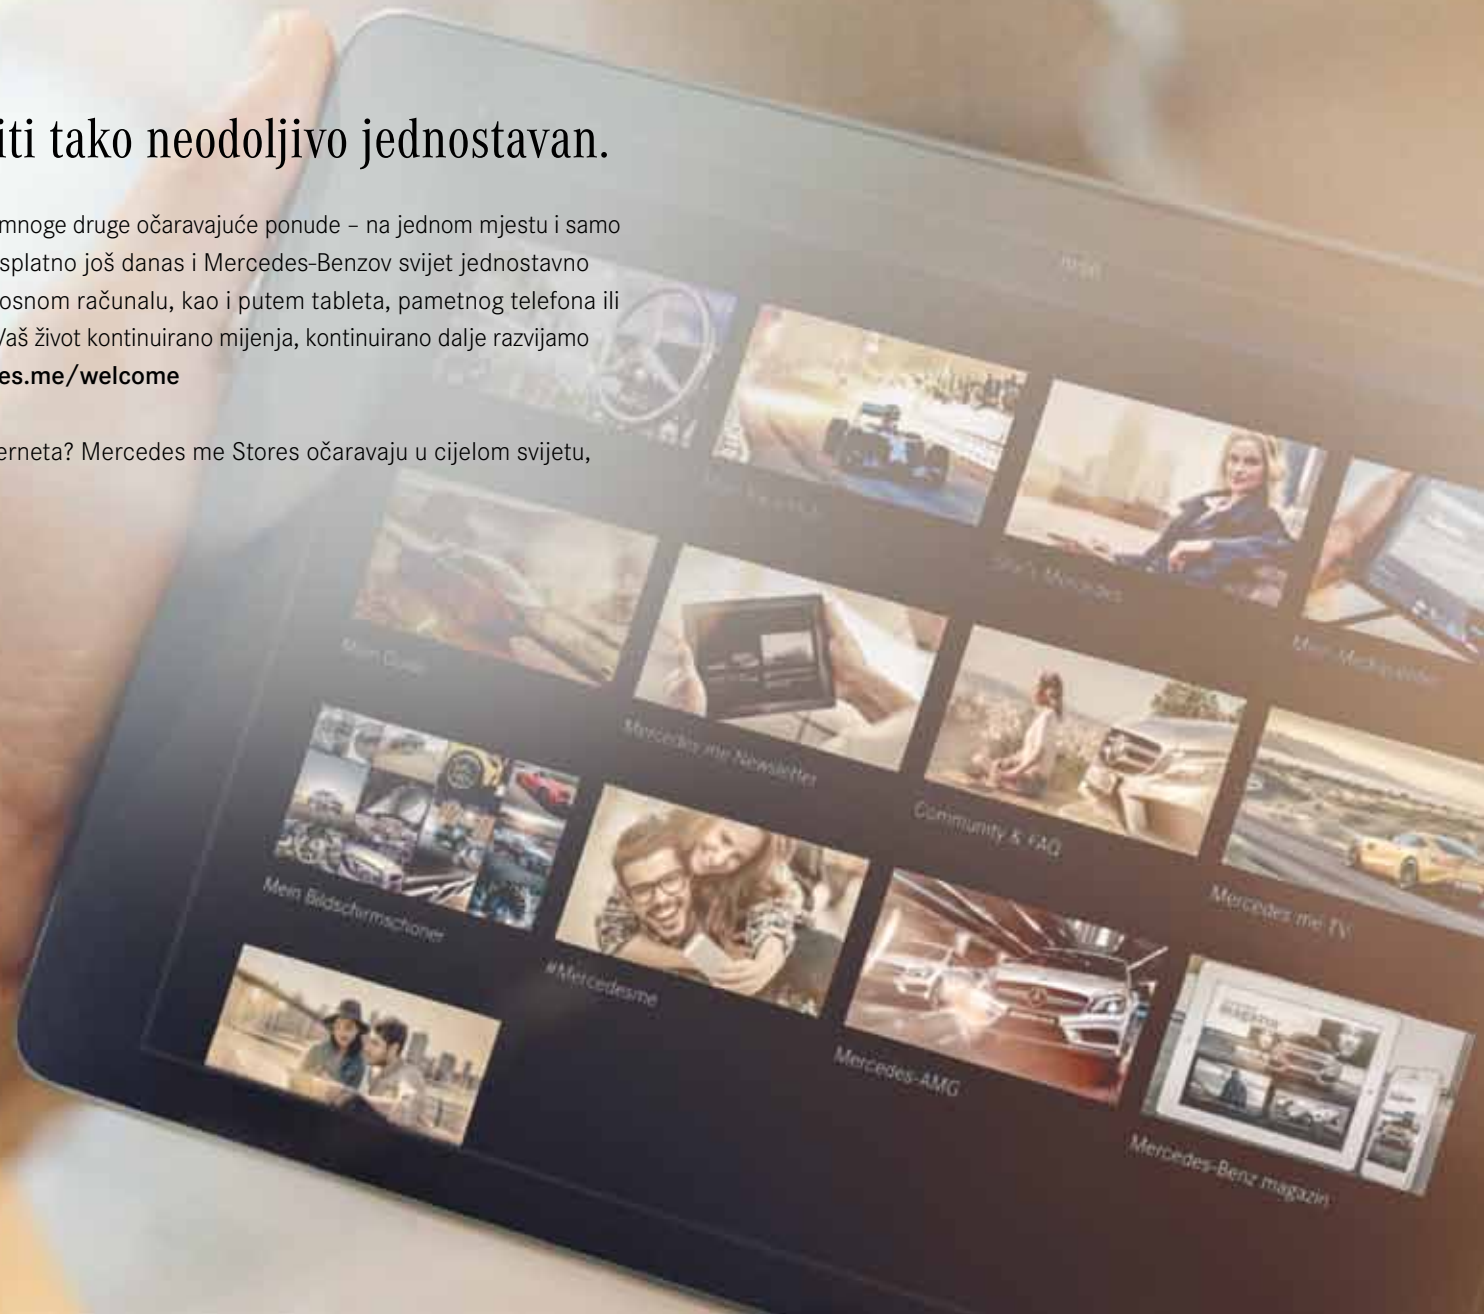 iti tako neodoljivo jednostavan.
mnoge druge očaravajuće ponude – na jednom mjestu i samo
splatno još danas i Mercedes-Benzov svijet jednostavno
osnom računalu, kao i putem tableta, pametnog telefona ili
Vaš život kontinuirano mijenja, kontinuirano dalje razvijamo
es.me/welcome
erneta? Mercedes me Stores očaravaju u cijelom svijetu,
Mercedes
Mein
Mein
Mercedes me Newsletter
Community & FAQ
Mercedes me TV
Mein Bildschirmschoner
#Mercedesme
Mercedes-AMG
Mercedes-Benz magazin